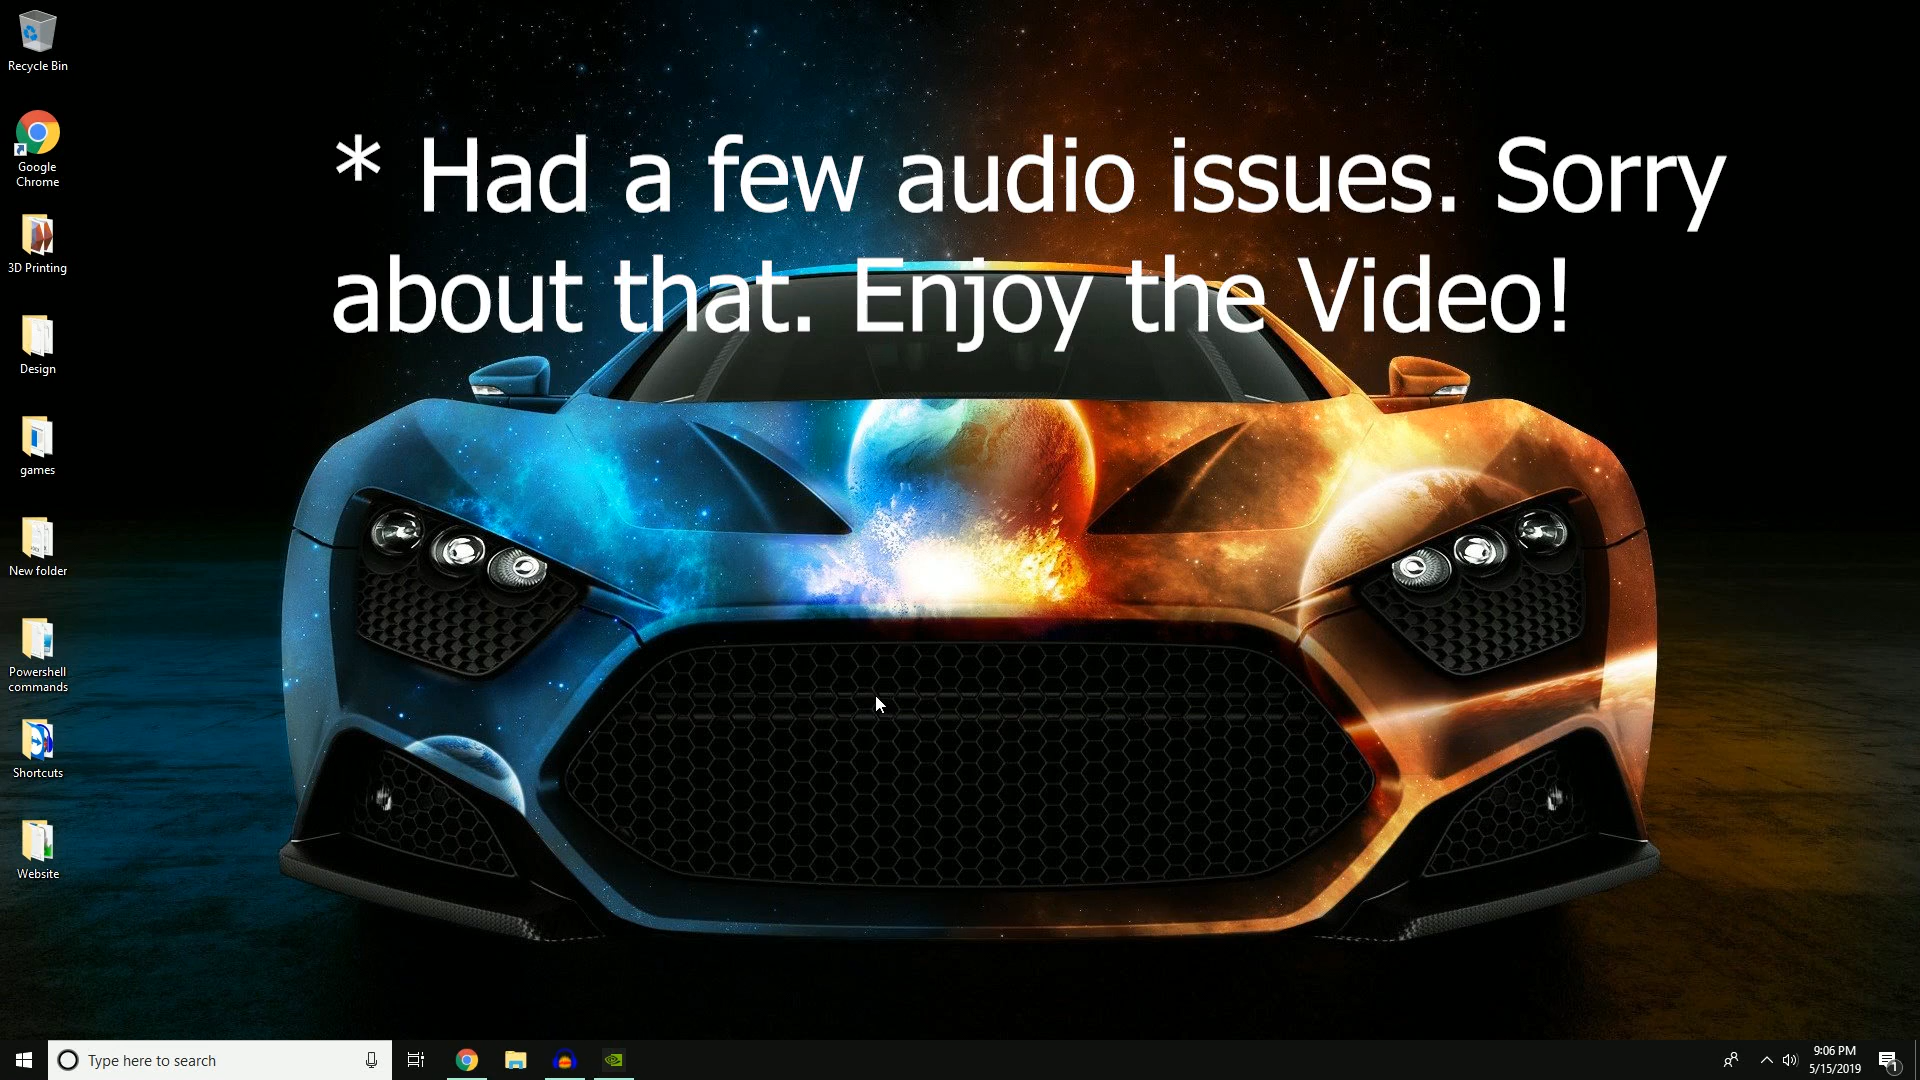 Recycle Bin
* Had a few audio issues. Sorry
about that. Enjoy the Video!
Google
Chrome
3D Printing
Design
games
New folder
Powershell
commands
Shortcuts
Website
Type here to search
9:06 PM
5/15/2019
1